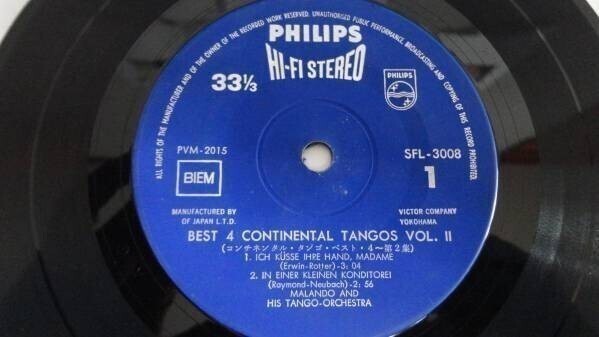 ALL RIGHTS OF THE MANUFACTURER AND OF THE OWNER OF THE RECORDED WORK RESERVED. UNAUTHORISED PUBLIC PERFORMANCE, BROADCASTING AND COPYING OF THIS RECORD PROHIBITED.
PHILIPS
HI-FI STEREO
33⅓
PHILIPS
PVM-2015
SFL-3008
BIEM
1
MANUFACTURED BY VICTOR COMPANY
OF JAPAN L.T.D. YOKOHAMA
BEST 4 CONTINENTAL TANGOS VOL. II
(コンチネンタル・タンゴ・ベスト・4〜第2集)
1. ICH KÜSSE IHRE HAND, MADAME
(Erwin-Rotter)-3: 04
2. IN EINER KLEINEN KONDITOREI
(Raymond-Neubach)-2: 56
MALANDO AND
HIS TANGO-ORCHESTRA